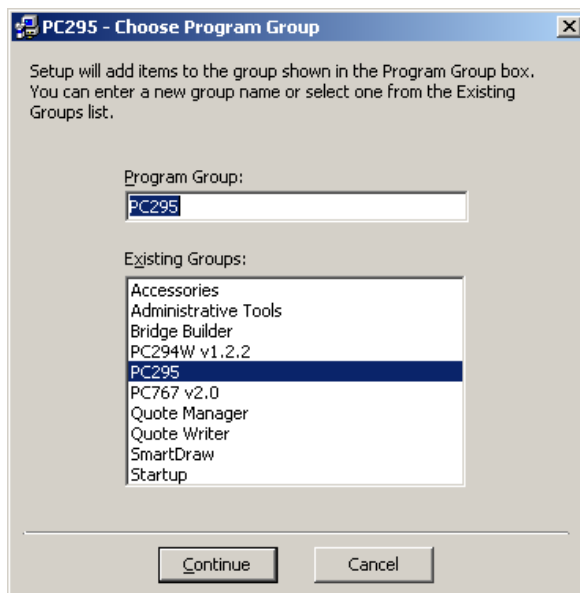 PC295 - Choose Program Group
Setup will add items to the group shown in the Program Group box.
You can enter a new group name or select one from the Existing
Groups list.
Program Group:
PC295
Existing Groups:
Accessories
Administrative Tools
Bridge Builder
PC294W v1.2.2
PC295
PC767 v2.0
Quote Manager
Quote Writer
SmartDraw
Startup
Continue
Cancel